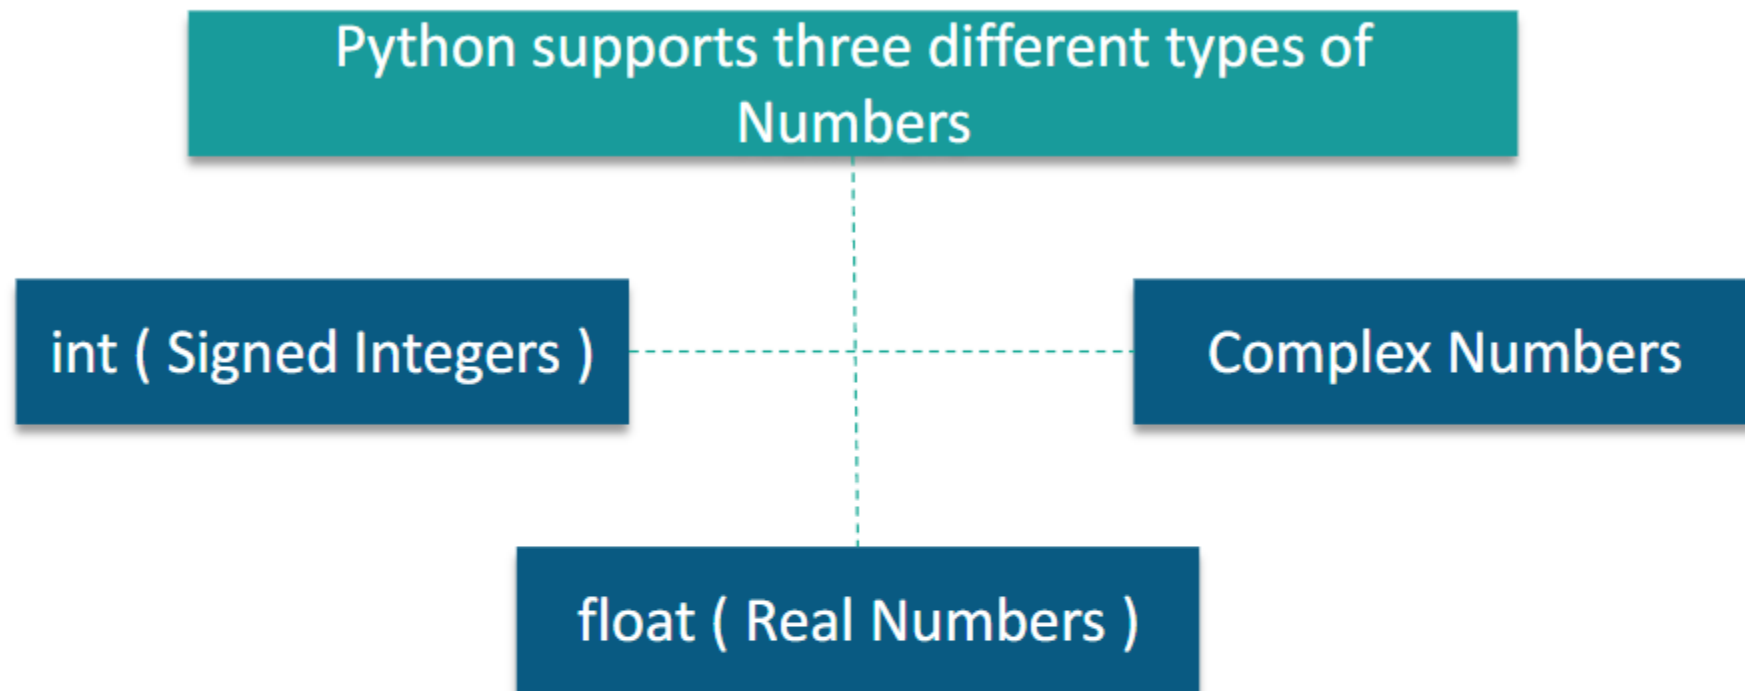 Python supports three different types of
Numbers
int ( Signed Integers )
Complex Numbers
float ( Real Numbers )